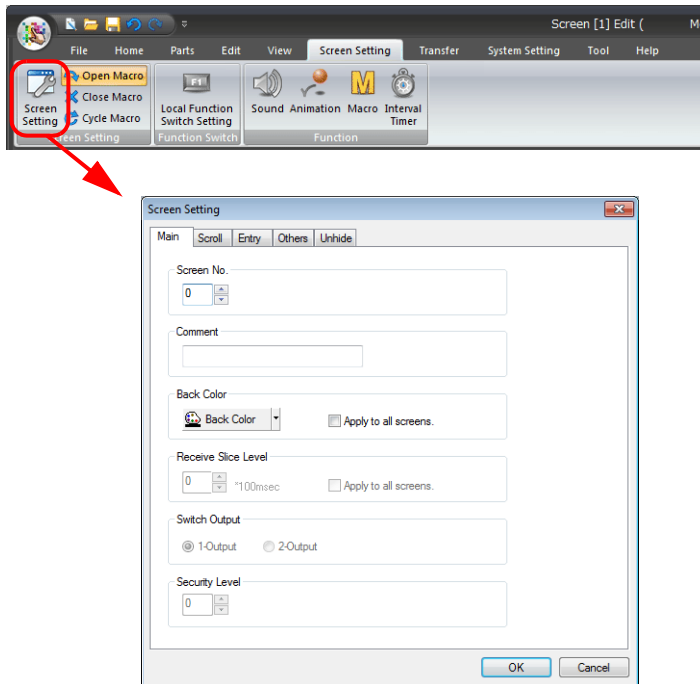 Screen [1] Edit ( M
File Home Parts Edit View Screen Setting Transfer System Setting Tool Help
Screen Setting
Open Macro
Close Macro
Cycle Macro
F1
Local Function Switch Setting
Sound Animation Macro Interval Timer
reen Setting Function Switch Function
Screen Setting
Main Scroll Entry Others Unhide
Screen No.
0
Comment
Back Color
Back Color Apply to all screens.
Receive Slice Level
0 *100msec Apply to all screens.
Switch Output
1-Output 2-Output
Security Level
0
OK Cancel